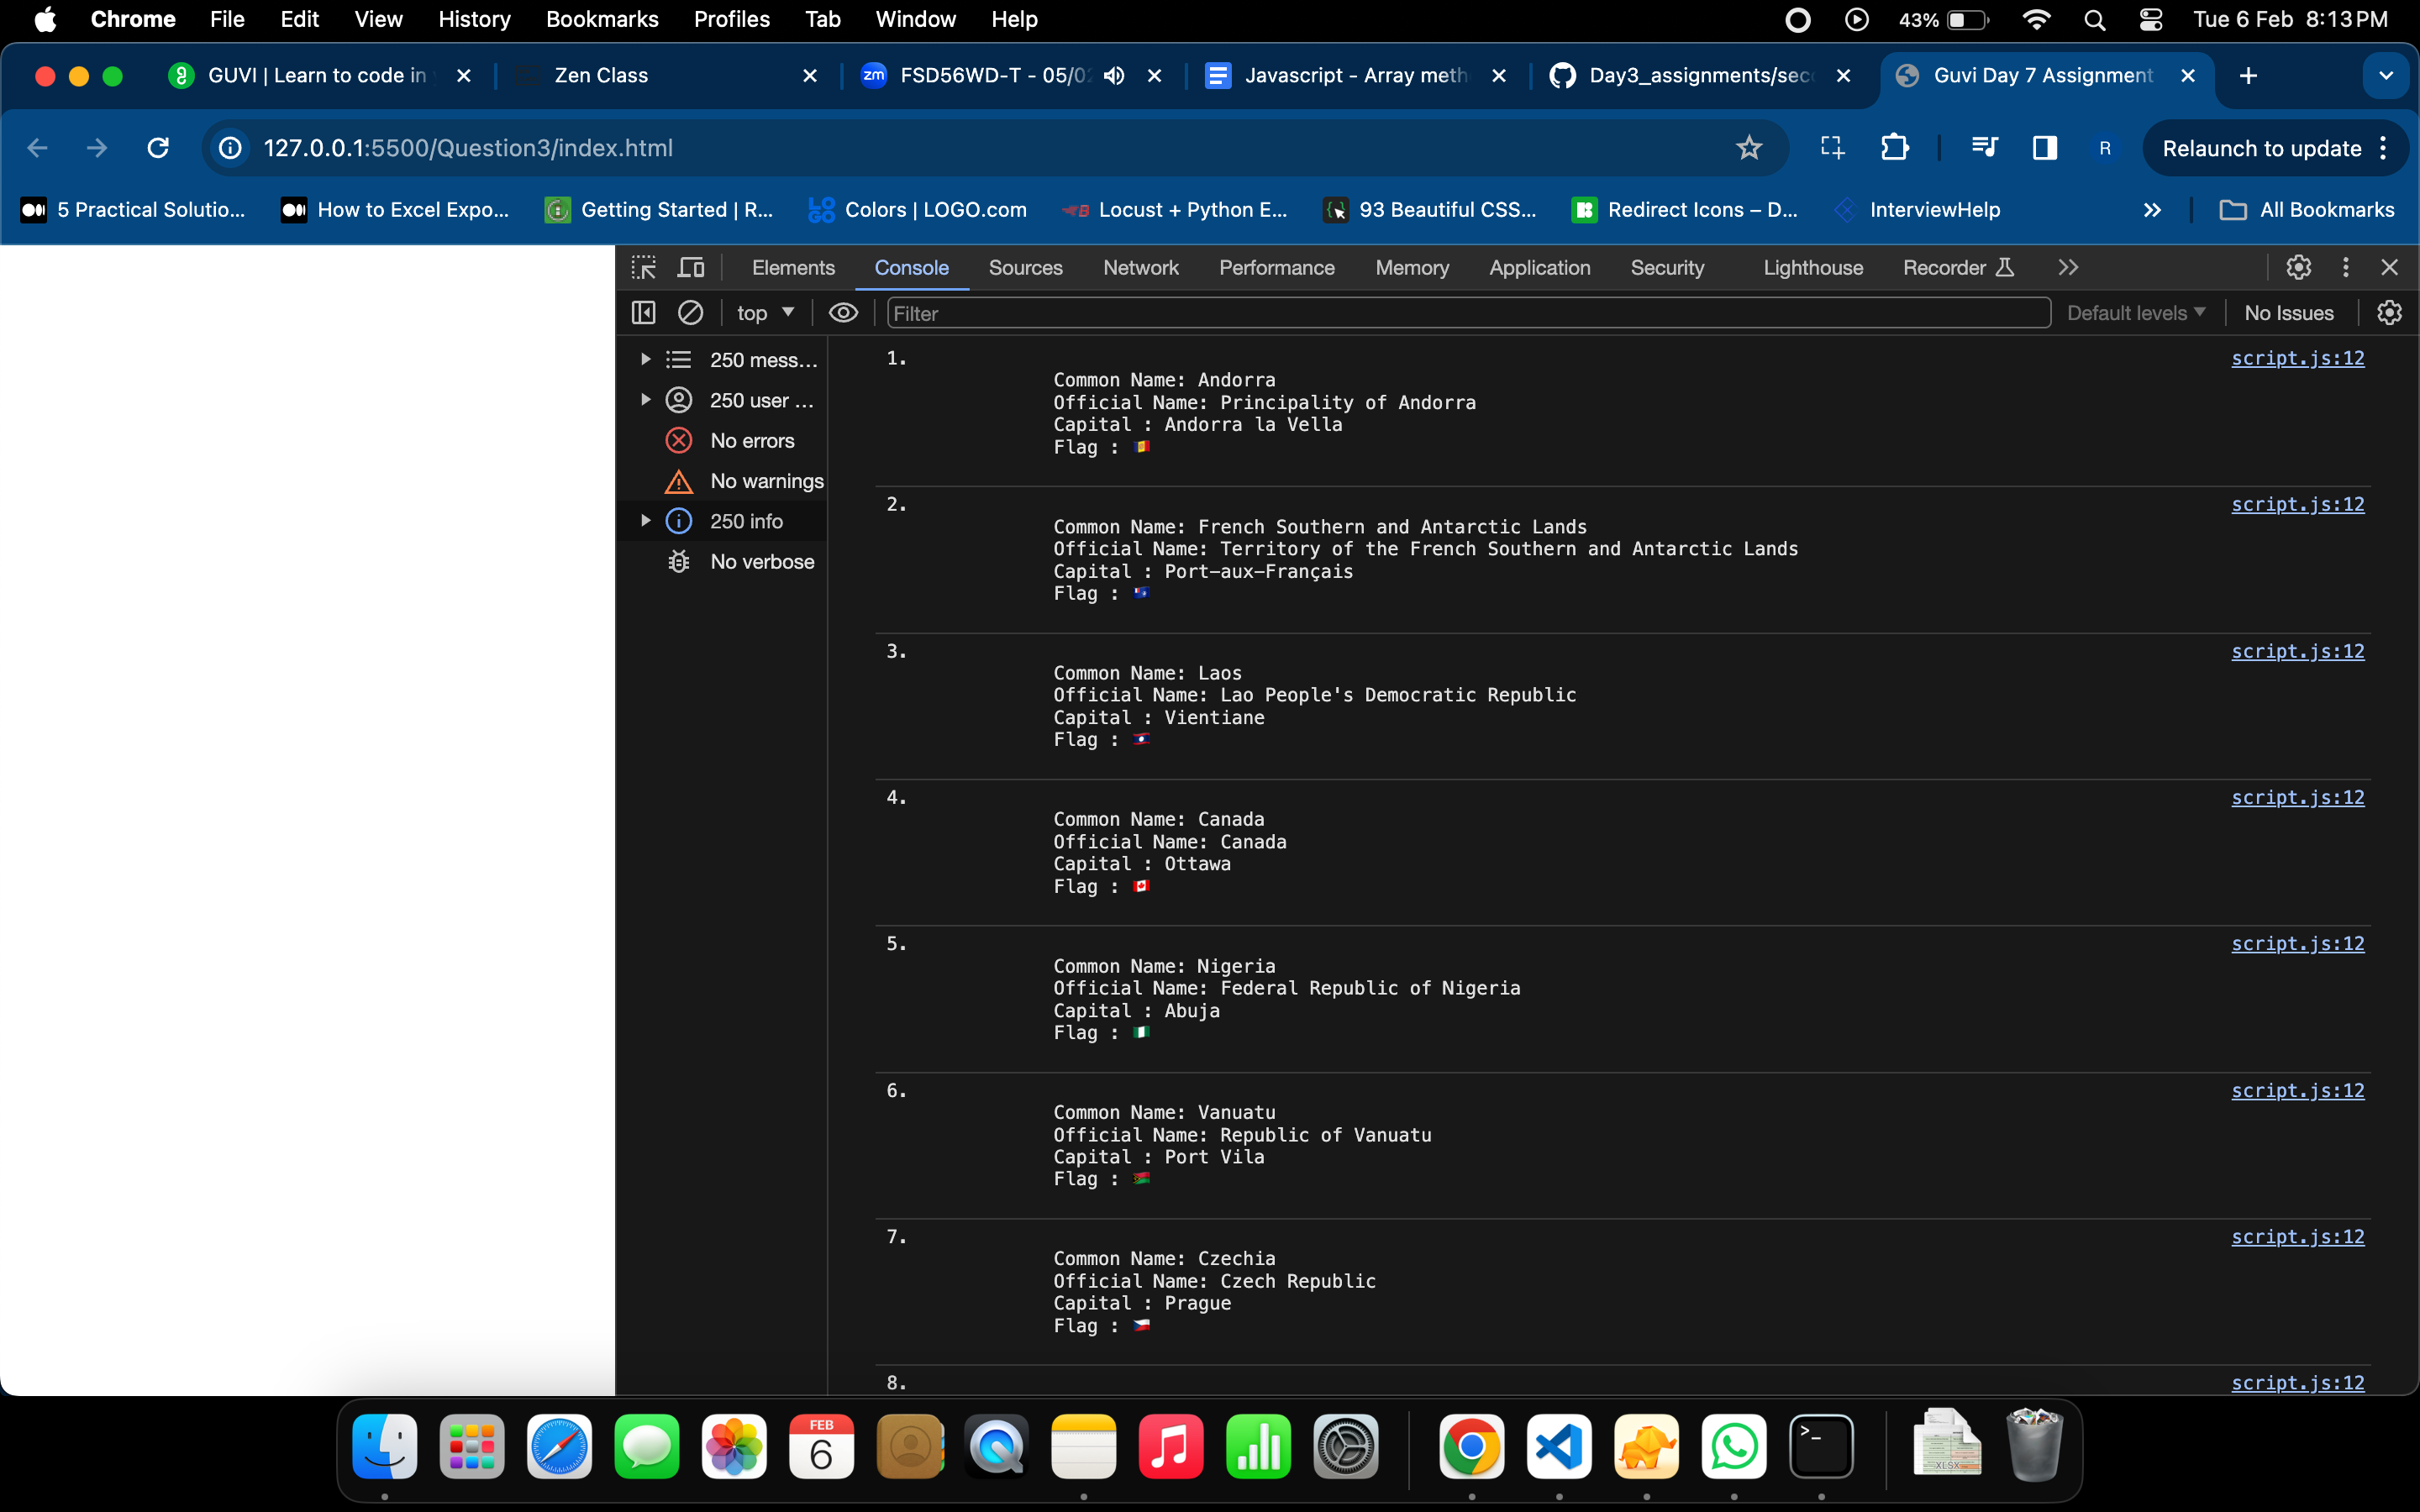 Chrome File Edit View History Bookmarks Profiles Tab Window Help 43% Tue 6 Feb 8:13 PM
GUVI | Learn to code in Zen Class zm FSD56WD-T - 05/02 Javascript - Array meth Day3_assignments/sec Guvi Day 7 Assignment
127.0.0.1:5500/Question3/index.html R Relaunch to update
5 Practical Solutio... How to Excel Expo... Getting Started | R... LOGO Colors | LOGO.com Locust + Python E... 93 Beautiful CSS... Redirect Icons – D... InterviewHelp All Bookmarks
Elements Console Sources Network Performance Memory Application Security Lighthouse Recorder
top Filter Default levels No Issues
250 mess...
250 user ...
No errors
No warnings
250 info
No verbose
1. script.js:12
Common Name: Andorra
Official Name: Principality of Andorra
Capital : Andorra la Vella
Flag : 🇦🇩
2. script.js:12
Common Name: French Southern and Antarctic Lands
Official Name: Territory of the French Southern and Antarctic Lands
Capital : Port-aux-Français
Flag : 🇹🇫
3. script.js:12
Common Name: Laos
Official Name: Lao People's Democratic Republic
Capital : Vientiane
Flag : 🇱🇦
4. script.js:12
Common Name: Canada
Official Name: Canada
Capital : Ottawa
Flag : 🇨🇦
5. script.js:12
Common Name: Nigeria
Official Name: Federal Republic of Nigeria
Capital : Abuja
Flag : 🇳🇬
6. script.js:12
Common Name: Vanuatu
Official Name: Republic of Vanuatu
Capital : Port Vila
Flag : 🇻🇺
7. script.js:12
Common Name: Czechia
Official Name: Czech Republic
Capital : Prague
Flag : 🇨🇿
8. script.js:12
FEB
6
XLSX